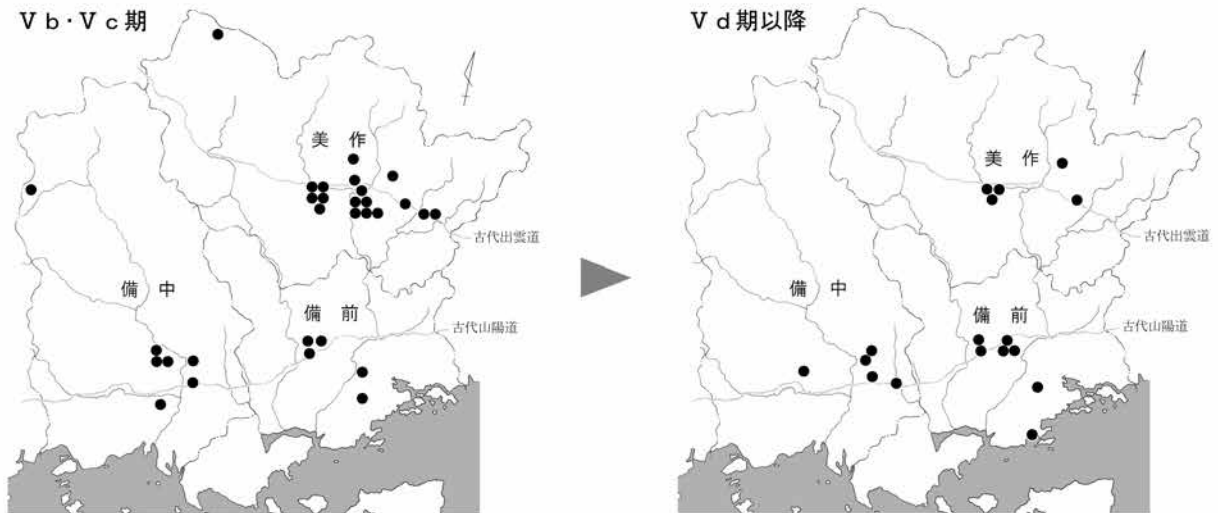 Ⅴb・Ⅴc期
美作
古代出雲道
備中
備前
古代山陽道
Ⅴd期以降
美作
古代出雲道
備中
備前
古代山陽道